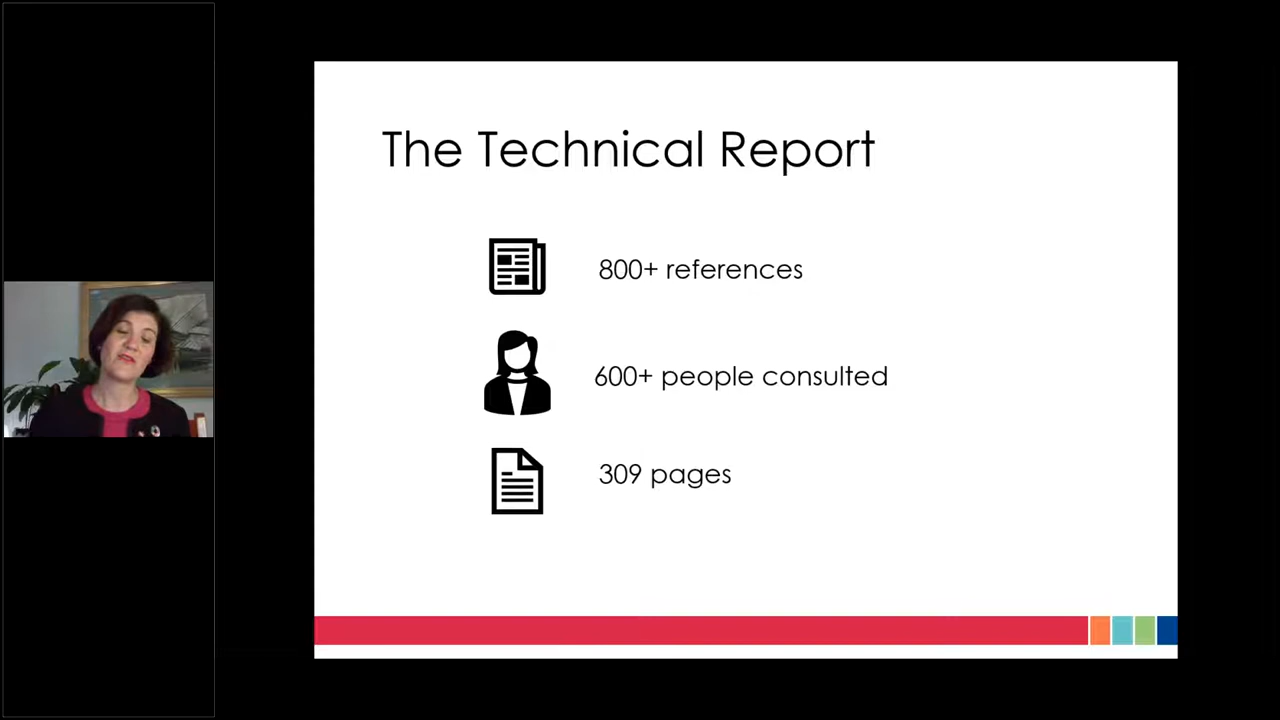 The Technical Report
800+ references
600+ people consulted
309 pages